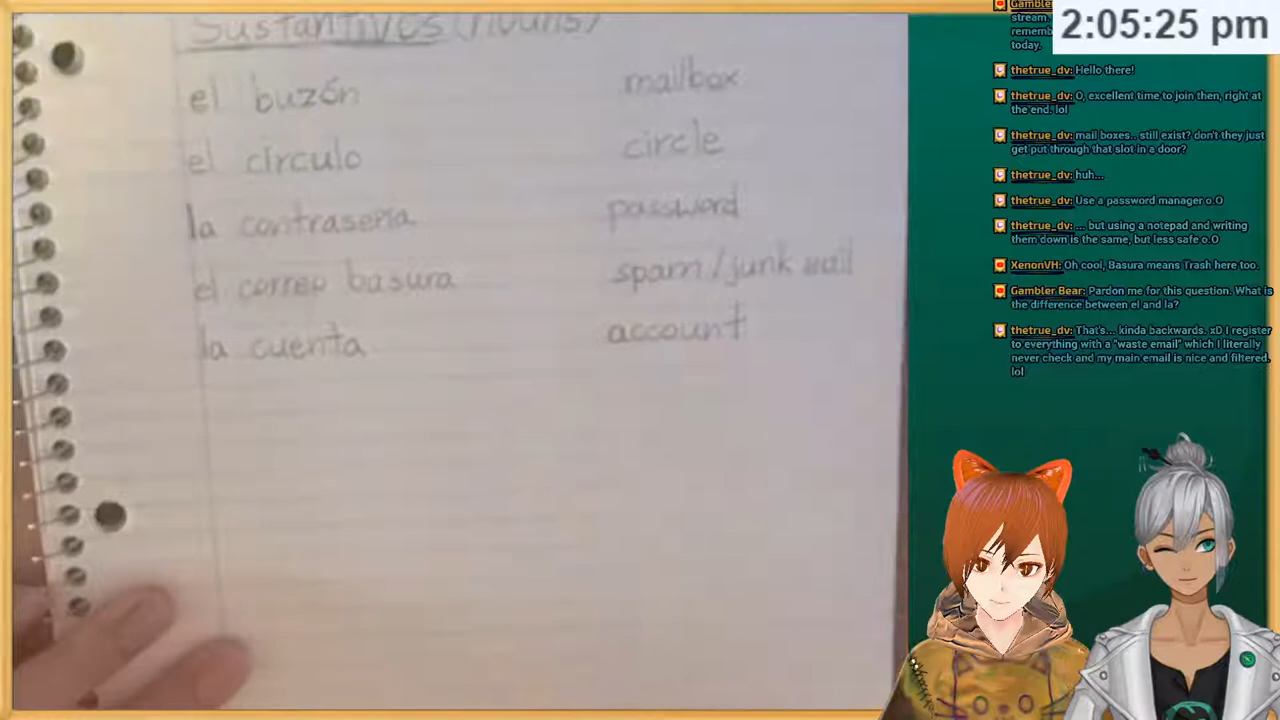 Sustantivos (nouns)
el buzón mailbox
el círculo circle
la contraseña password
el correo basura spam/junk mail
la cuenta account
2:05:25 pm
Gambler
stream.
rememb
today.
thetrue_dv: Hello there!
thetrue_dv: O, excellent time to join then, right at
the end. lol
thetrue_dv: mail boxes.. still exist? don't they just
get put through that slot in a door?
thetrue_dv: huh...
thetrue_dv: Use a password manager o.O
thetrue_dv: ... but using a notepad and writing
them down is the same, but less safe o.O
XenonVH: Oh cool, Basura means Trash here too.
Gambler Bear: Pardon me for this question. What is
the difference between el and la?
thetrue_dv: That's... kinda backwards. xD I register
to everything with a "waste email" which I literally
never check and my main email is nice and filtered.
lol